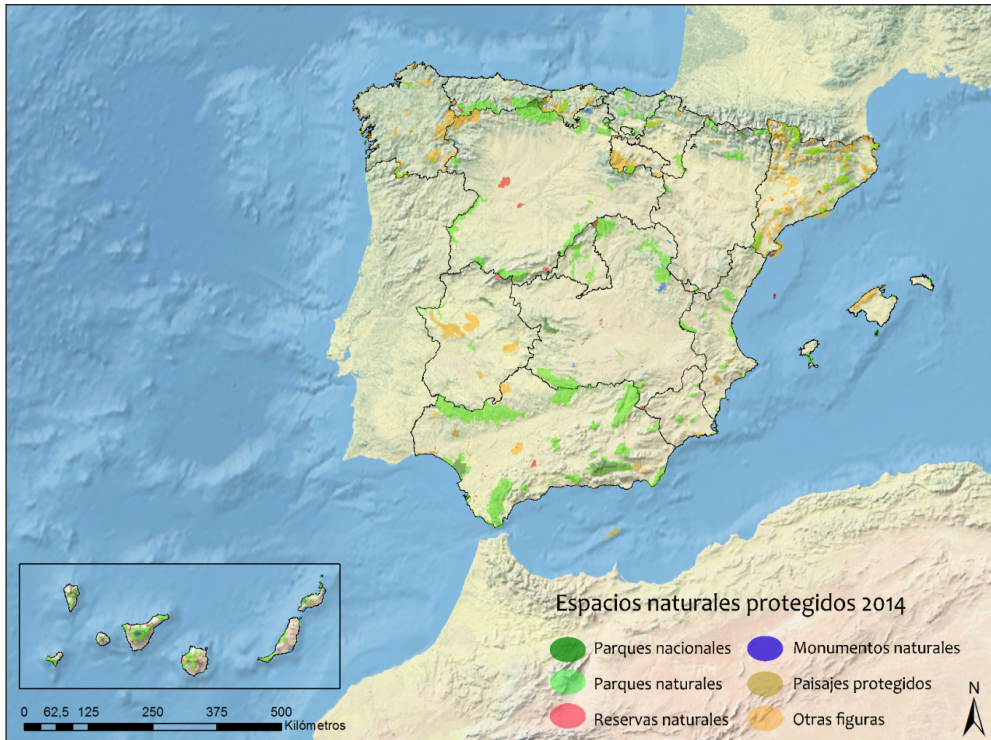 Espacios naturales protegidos 2014
Parques nacionales
Monumentos naturales
Parques naturales
Paisajes protegidos
Reservas naturales
Otras figuras
N
0 62,5 125 250 375 500
Kilómetros